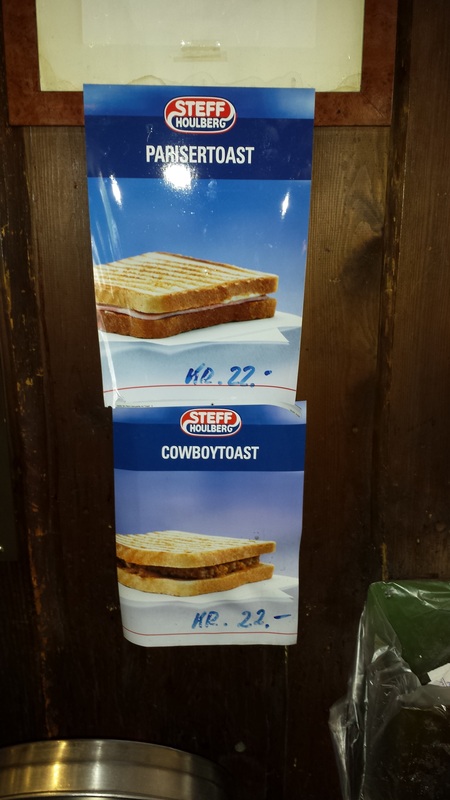 STEFF
HOULBERG
PARISERTOAST
KR. 22.-
STEFF
HOULBERG
COWBOYTOAST
KR. 22.-